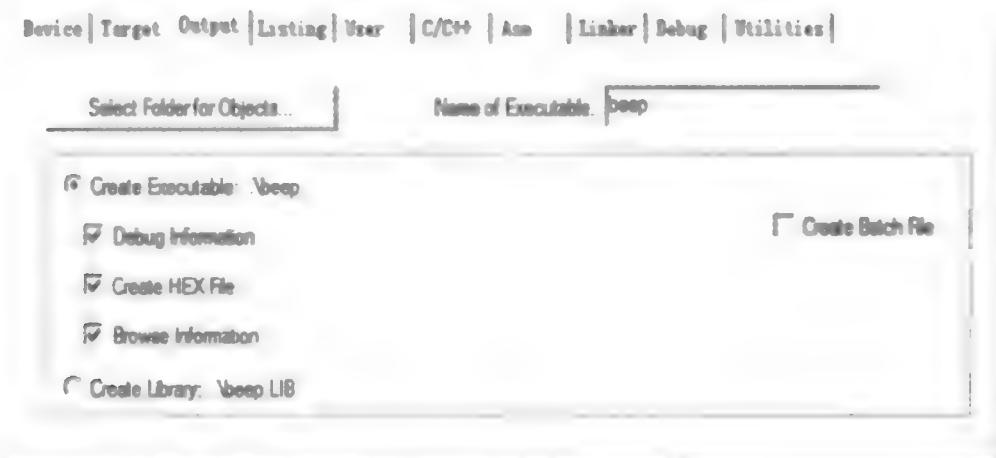 Device Target Output Listing User C/C++ Asm Linker Debug Utilities
Select Folder for Objects... Name of Executable: beep
Create Executable: .\beep
Debug Information
Create Batch File
Create HEX File
Browse Information
Create Library: .\beep.LIB